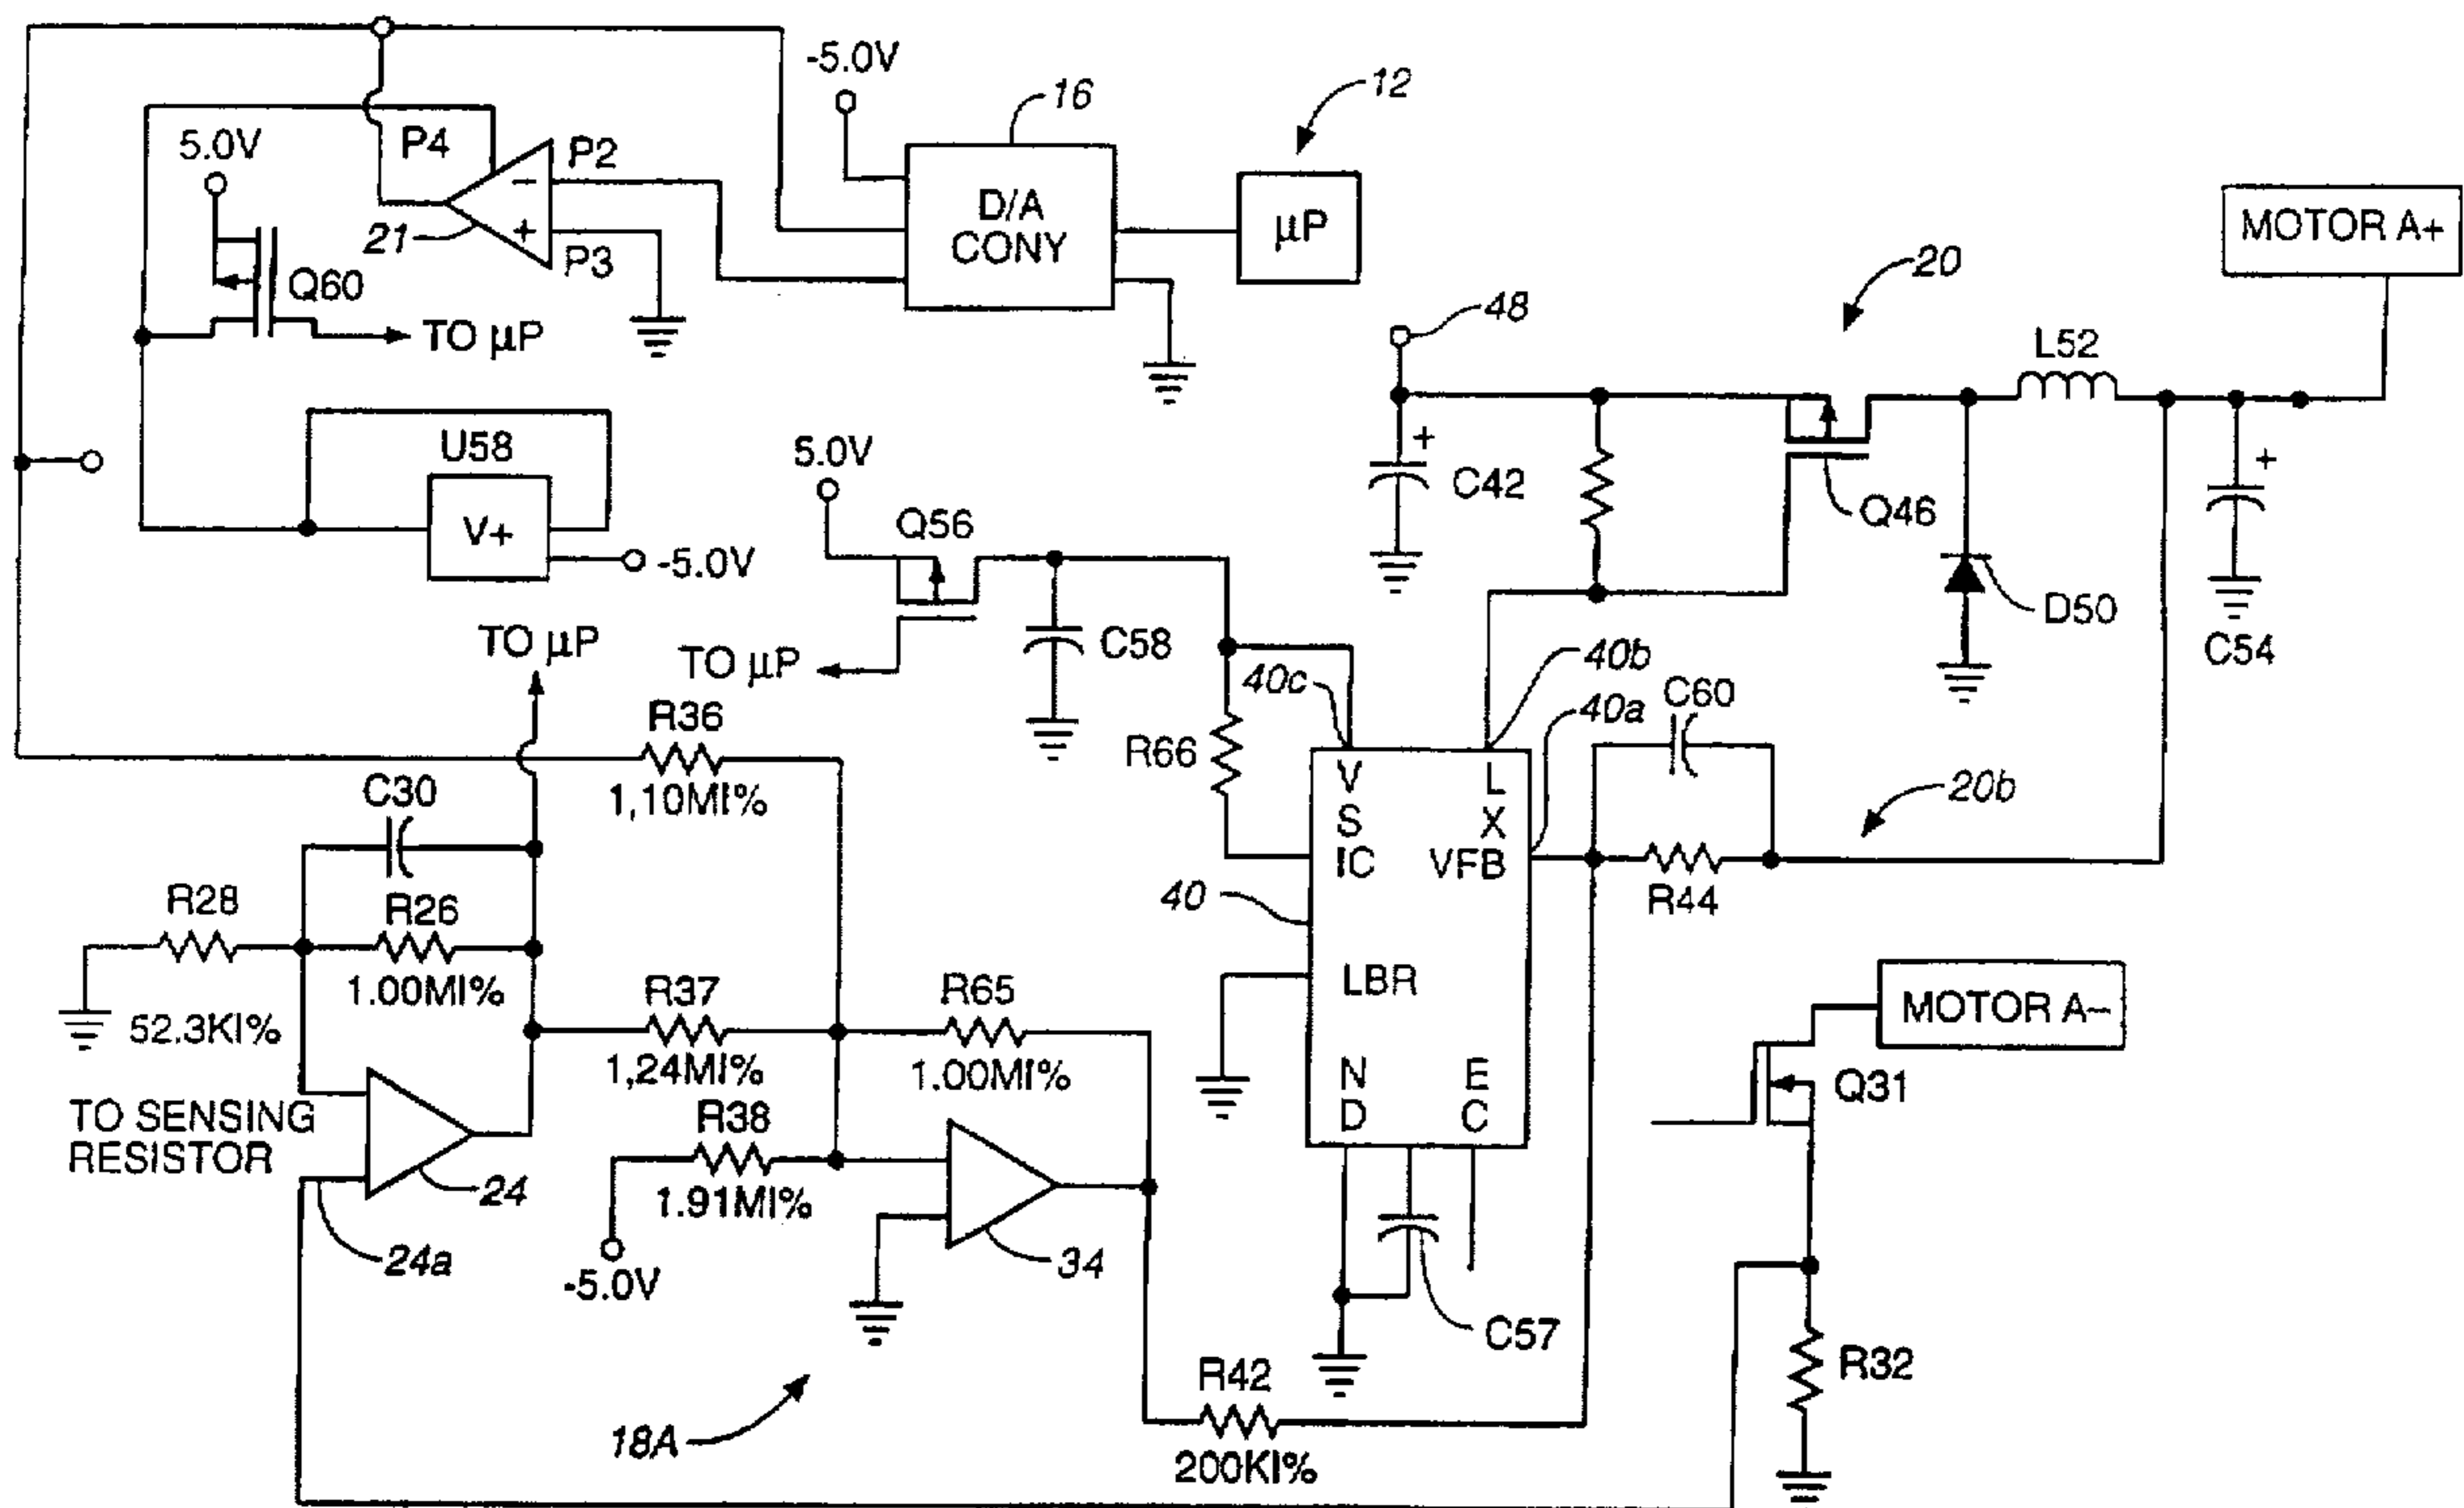 -5.0V
16
12
P4
P2
5.0V
D/A
CONY
μP
MOTOR A+
21
P3
20
Q60
48
TO μP
L52
U58
5.0V
+
+
C42
V+
Q56
Q46
-5.0V
D50
TO μP
C58
TO μP
40b
C54
40c
C60
40a
R36
R66
V
L
20b
C30
1,10MI%
S
X
IC
VFB
R28
R26
40
R44
LBR
1.00MI%
R37
R65
MOTOR A-
52.3KI%
1,24MI%
1.00MI%
N
E
Q31
TO SENSING
RESISTOR
R38
D
C
24
1.91MI%
24a
34
-5.0V
C57
R42
R32
18A
200KI%
-
+